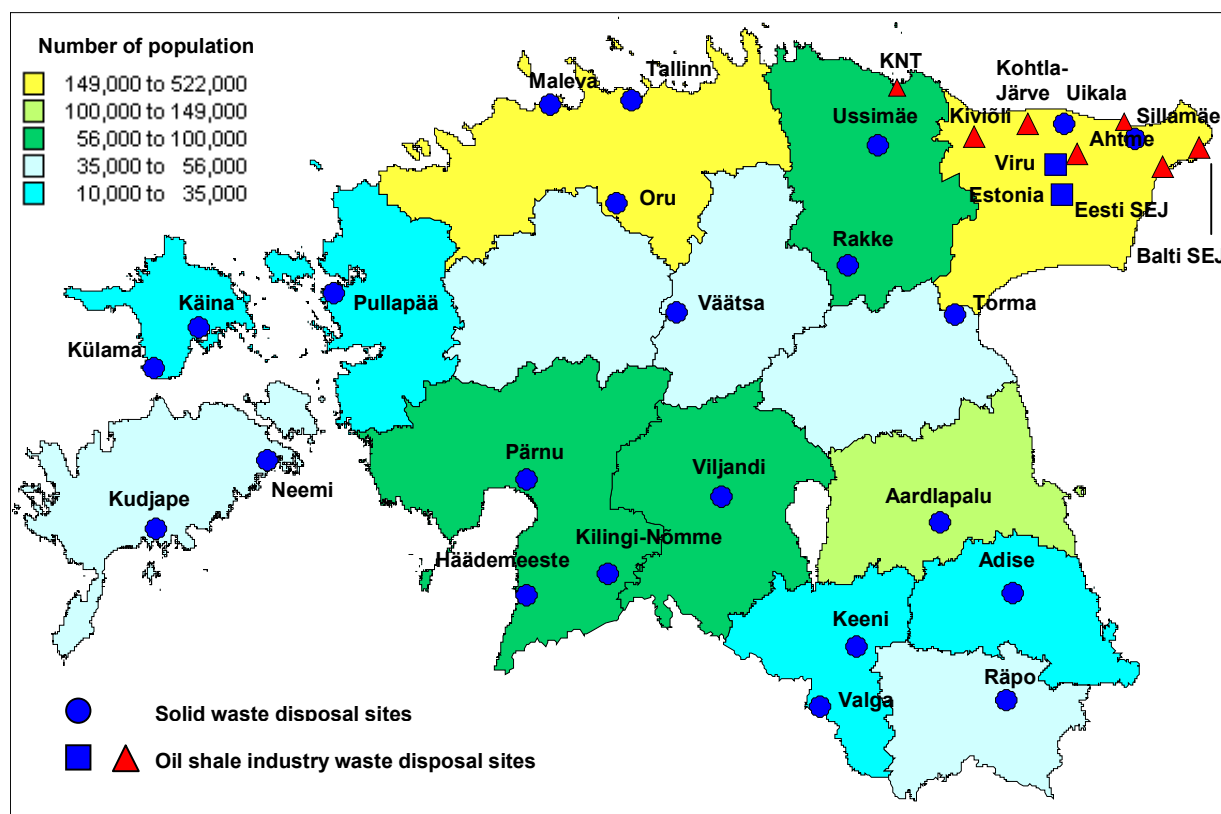 Number of population
149,000 to 522,000
100,000 to 149,000
56,000 to 100,000
35,000 to 56,000
10,000 to 35,000
Maleva
Tallinn
KNT
Kohtla-
Järve
Uikala
Ussimäe
Kiviõli
Sillamäe
Ahtme
Viru
Estonia
Eesti SEJ
Balti SEJ
Oru
Rakke
Käina
Pullapää
Väätsa
Torma
Külama
Pärnu
Viljandi
Neemi
Kudjape
Aardlapalu
Kilingi-Nõmme
Häädemeeste
Adise
Keeni
Räpo
Valga
Solid waste disposal sites
Oil shale industry waste disposal sites